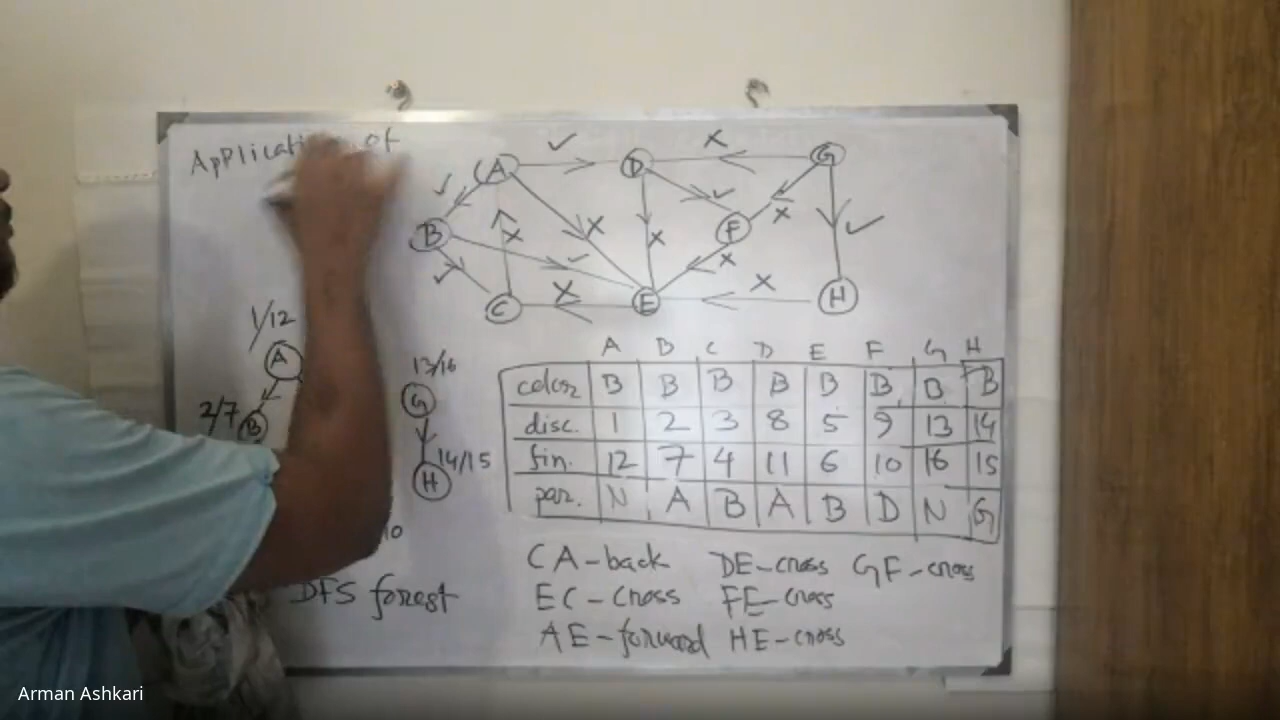 Application of
A
D
G
B
F
C
E
H
1/12
A
2/7
B
13/16
G
14/15
H
10
DFS forest
A B C D E F G H
color B B B B B B B B
disc. 1 2 3 8 5 9 13 14
fin. 12 7 4 11 6 10 16 15
par. N A B A B D N G
CA-back DE-cross GF-cross
EC-cross FE-cross
AE-forward HE-cross
Arman Ashkari